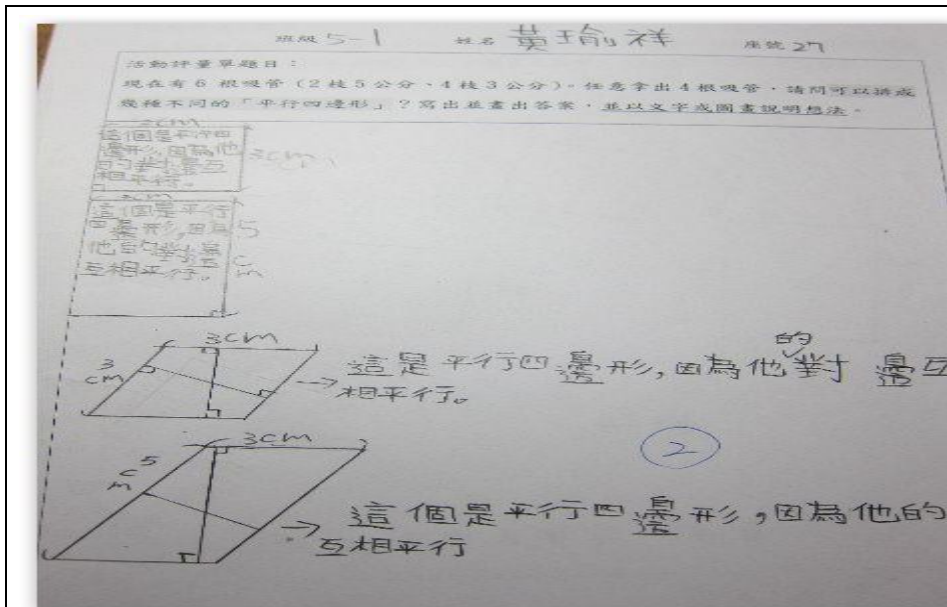 班級 5-1 姓名 黃瑜祥 座號 27
活動評量單題目：
現在有 6 根吸管（2 枝 5 公分、4 枝 3 公分）。任意拿出 4 根吸管，請問可以排成
幾種不同的「平行四邊形」？寫出並畫出答案，並以文字或圖畫說明想法。
3cm
這個是平行四
邊形,因為,他
的對邊互
相平行。
3cm
3cm
這個是平行
四邊形,因為
他的對邊
互相平行。
5
c
m
3cm
3
cm
這是平行四邊形,因為他的對邊互
相平行。
3cm
5
c
m
2
這個是平行四邊形,因為他的
互相平行